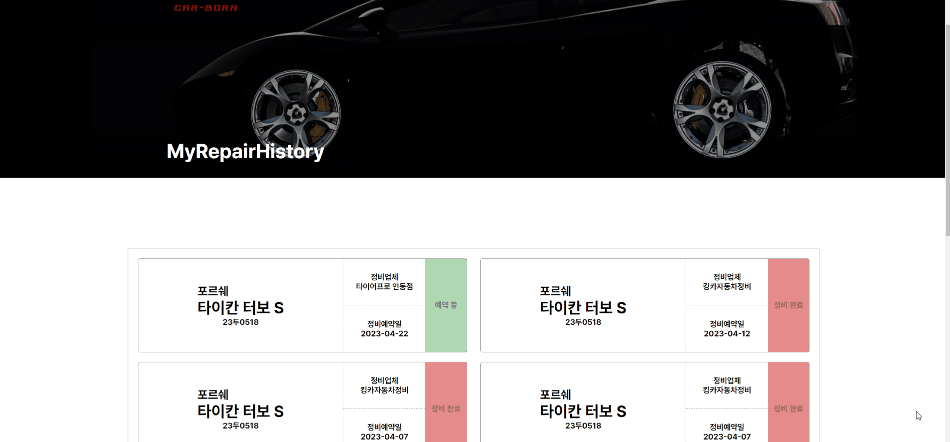 CAR-BORN
MyRepairHistory
포르쉐
타이칸 터보 S
23두0518
정비업체
타이어프로 인동점
정비예약일
2023-04-22
예약 중
포르쉐
타이칸 터보 S
23두0518
정비업체
킹카자동차정비
정비예약일
2023-04-12
정비 완료
포르쉐
타이칸 터보 S
23두0518
정비업체
킹카자동차정비
정비예약일
2023-04-07
정비 완료
포르쉐
타이칸 터보 S
23두0518
정비업체
킹카자동차정비
정비예약일
2023-04-07
정비 완료